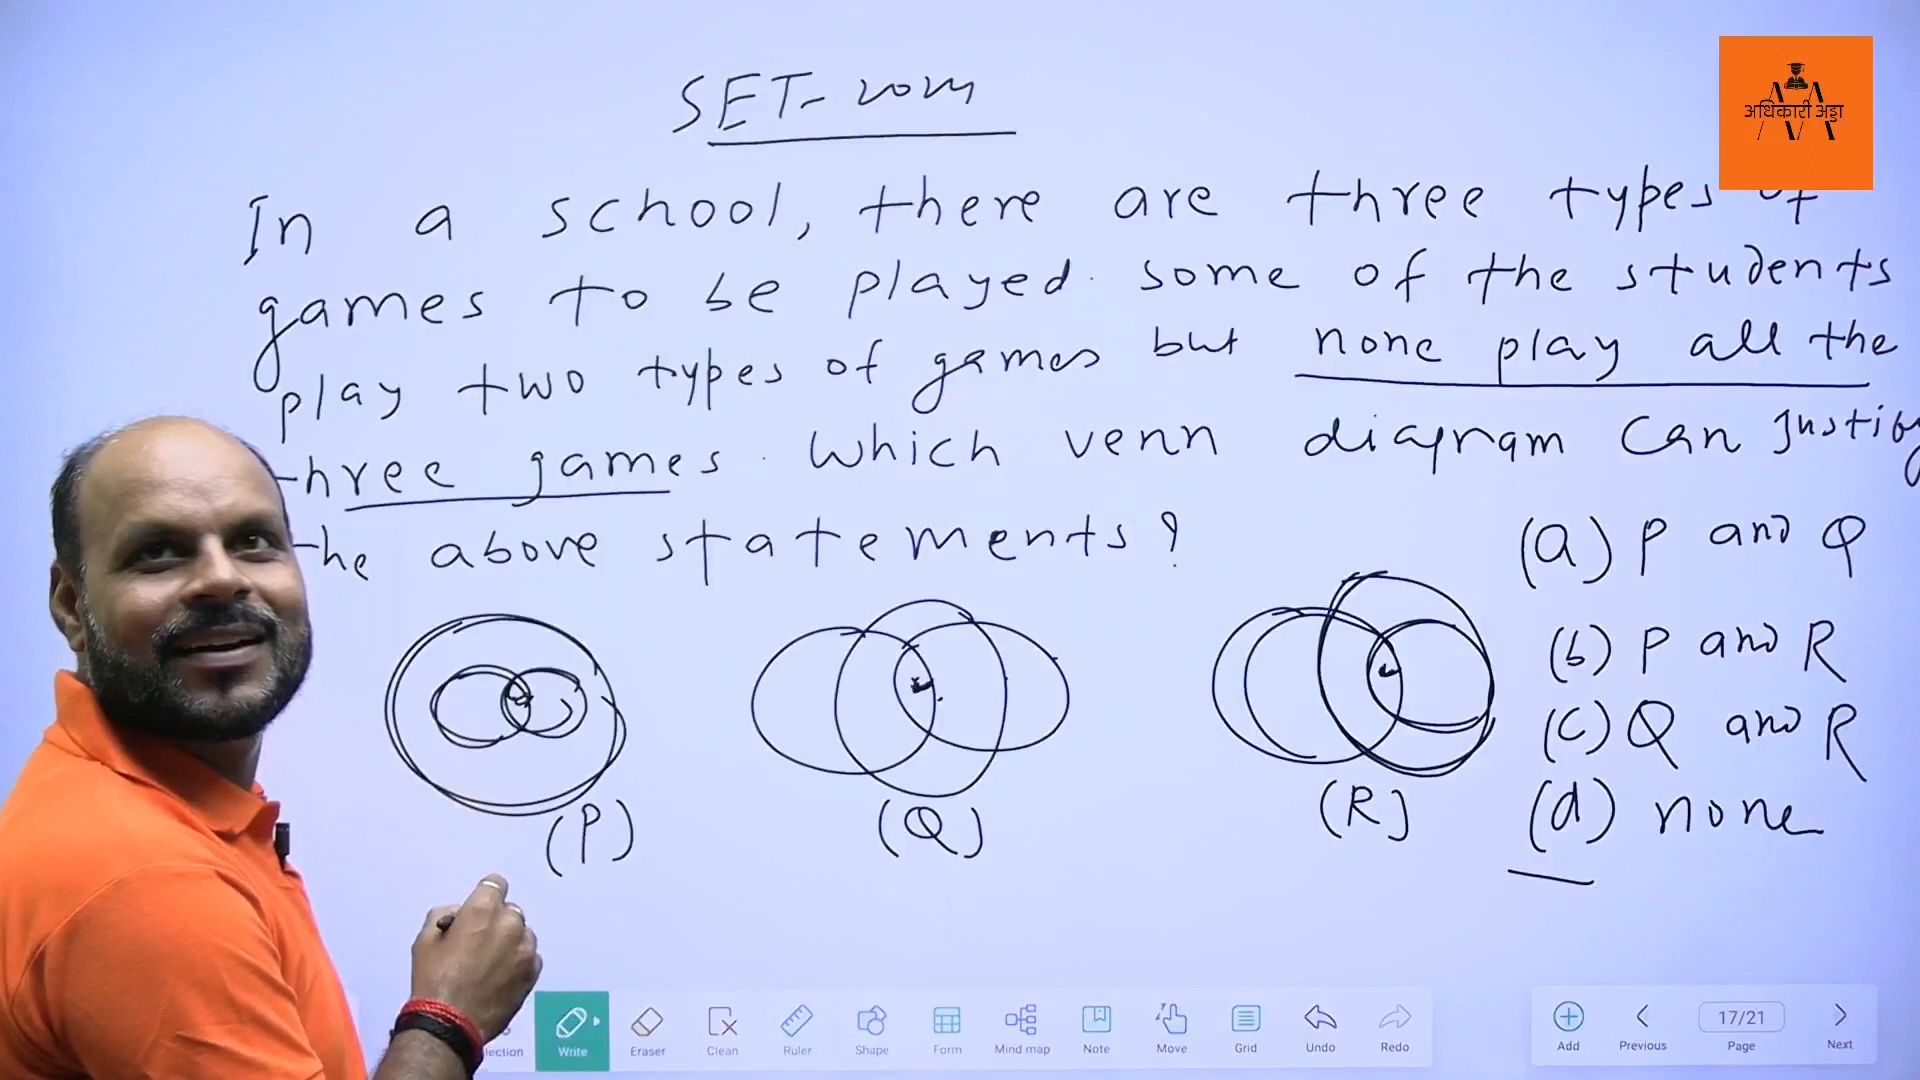 SET- 2021
अधिकारी अड्डा
In a school, there are three types of
games to be played. some of the students
play two types of games but none play all the
three games. which venn diagram can Justify
the above statements?
(a) P and Q
(b) P and R
(c) Q and R
(d) none
(P)
(Q)
(R)
Write
Eraser
Clean
Ruler
Shape
Form
Mind map
Note
Move
Grid
Undo
Redo
Add
Previous
17/21
Page
Next